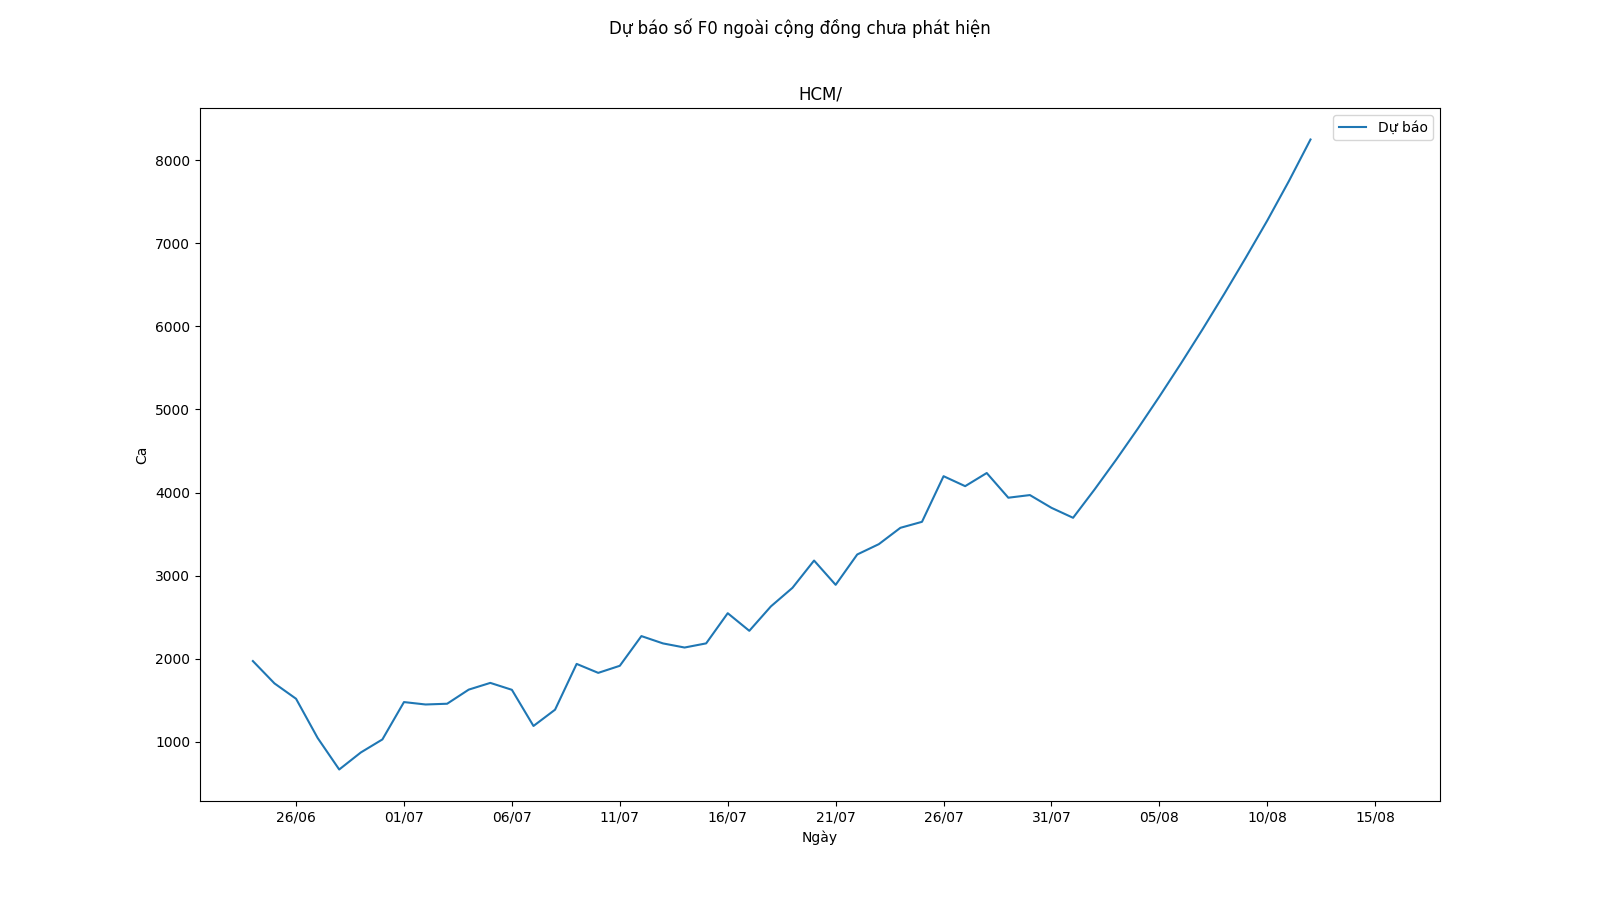 Dự báo số F0 ngoài cộng đồng chưa phát hiện
HCM/
Dự báo
8000
7000
6000
5000
4000
3000
2000
1000
Ca
26/06 01/07 06/07 11/07 16/07 21/07 26/07 31/07 05/08 10/08 15/08
Ngày